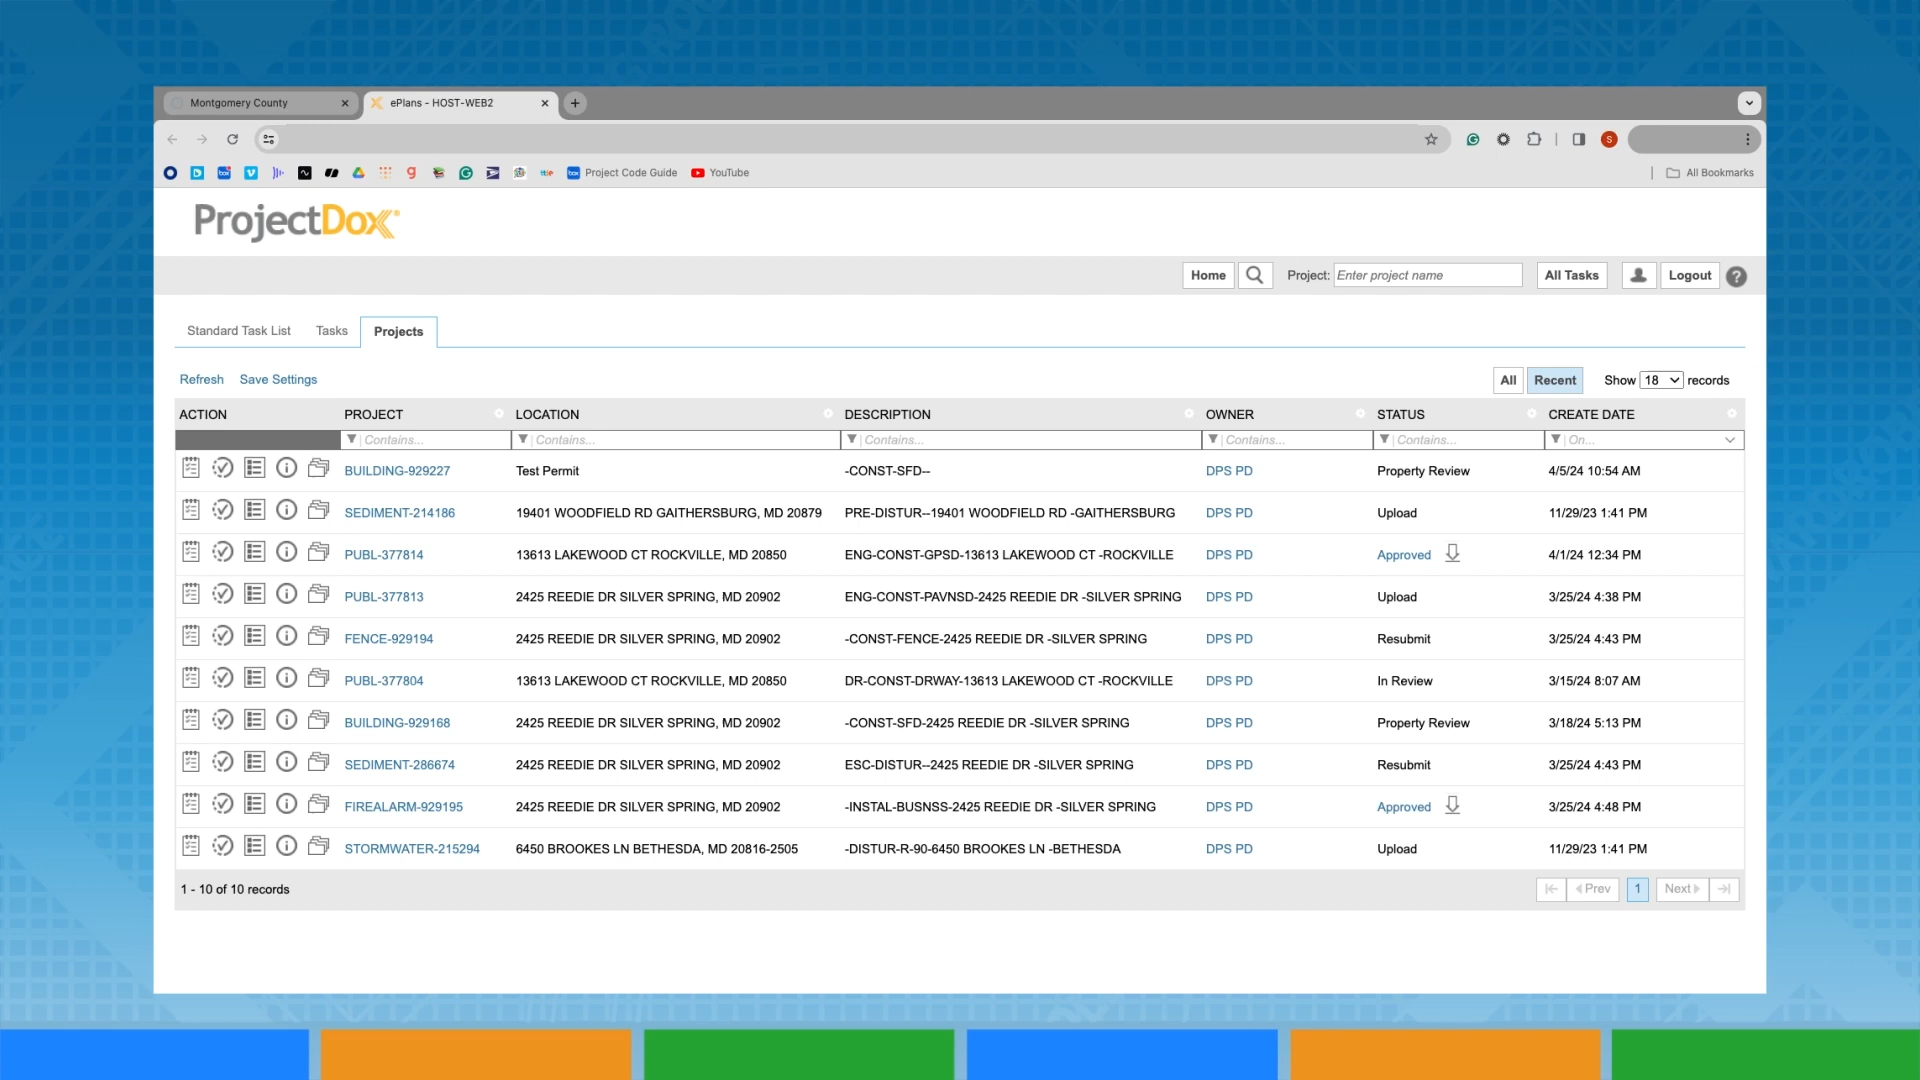 Montgomery County
ePlans - HOST-WEB2
S
Project Code Guide YouTube All Bookmarks
ProjectDox
Home Project: Enter project name All Tasks Logout ?
Standard Task List Tasks Projects
Refresh Save Settings All Recent Show 18 records
ACTION PROJECT LOCATION DESCRIPTION OWNER STATUS CREATE DATE
Contains... Contains... Contains... Contains... Contains... On...
BUILDING-929227 Test Permit -CONST-SFD-- DPS PD Property Review 4/5/24 10:54 AM
SEDIMENT-214186 19401 WOODFIELD RD GAITHERSBURG, MD 20879 PRE-DISTUR--19401 WOODFIELD RD -GAITHERSBURG DPS PD Upload 11/29/23 1:41 PM
PUBL-377814 13613 LAKEWOOD CT ROCKVILLE, MD 20850 ENG-CONST-GPSD-13613 LAKEWOOD CT -ROCKVILLE DPS PD Approved 4/1/24 12:34 PM
PUBL-377813 2425 REEDIE DR SILVER SPRING, MD 20902 ENG-CONST-PAVNSD-2425 REEDIE DR -SILVER SPRING DPS PD Upload 3/25/24 4:38 PM
FENCE-929194 2425 REEDIE DR SILVER SPRING, MD 20902 -CONST-FENCE-2425 REEDIE DR -SILVER SPRING DPS PD Resubmit 3/25/24 4:43 PM
PUBL-377804 13613 LAKEWOOD CT ROCKVILLE, MD 20850 DR-CONST-DRWAY-13613 LAKEWOOD CT -ROCKVILLE DPS PD In Review 3/15/24 8:07 AM
BUILDING-929168 2425 REEDIE DR SILVER SPRING, MD 20902 -CONST-SFD-2425 REEDIE DR -SILVER SPRING DPS PD Property Review 3/18/24 5:13 PM
SEDIMENT-286674 2425 REEDIE DR SILVER SPRING, MD 20902 ESC-DISTUR--2425 REEDIE DR -SILVER SPRING DPS PD Resubmit 3/25/24 4:43 PM
FIREALARM-929195 2425 REEDIE DR SILVER SPRING, MD 20902 -INSTAL-BUSNSS-2425 REEDIE DR -SILVER SPRING DPS PD Approved 3/25/24 4:48 PM
STORMWATER-215294 6450 BROOKES LN BETHESDA, MD 20816-2505 -DISTUR-R-90-6450 BROOKES LN -BETHESDA DPS PD Upload 11/29/23 1:41 PM
1 - 10 of 10 records Prev 1 Next